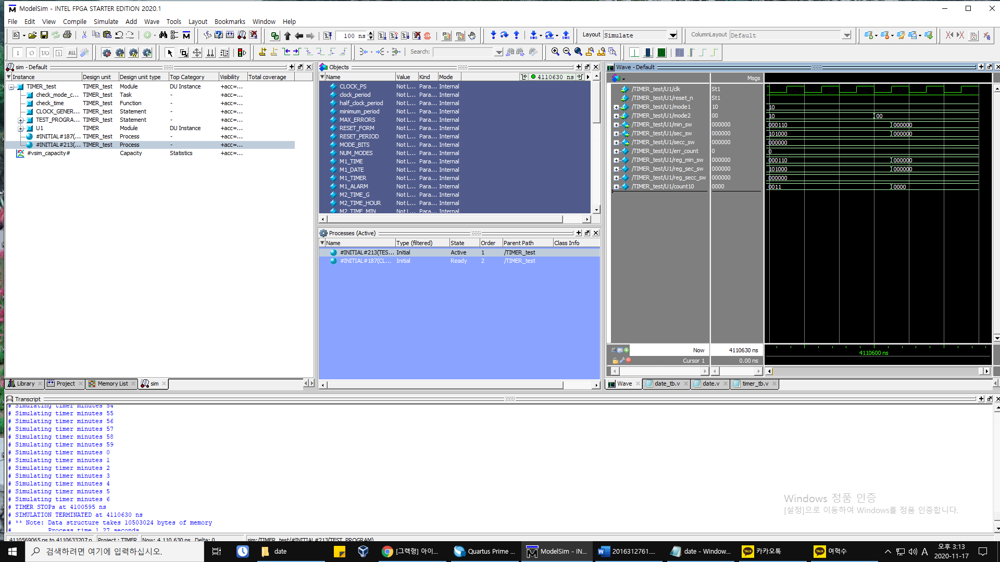 ModelSim - INTEL FPGA STARTER EDITION 2020.1
File Edit View Compile Simulate Add Wave Tools Layout Bookmarks Window Help
100 ns
Layout Simulate
ColumnLayout Default
Search:
sim - Default
Instance Design unit Design unit type Top Category Visibility Total coverage
TIMER_test TIMER_test Module DU Instance +acc=...
check_mode_c... TIMER_test Task - +acc=...
check_time TIMER_test Function - +acc=...
CLOCK_GENER... TIMER_test Statement - +acc=...
TEST_PROGRA... TIMER_test Statement - +acc=...
U1 TIMER Module DU Instance +acc=...
#INITIAL#187(... TIMER_test Process - +acc=...
#INITIAL#213(... TIMER_test Process - +acc=...
#vsim_capacity# Capacity Statistics +acc=...
Library Project Memory List sim
Objects
Name Value Kind Mode 4110630 ns
CLOCK_PS Not L... Para... Internal
clock_period Not L... Para... Internal
half_clock_period Not L... Para... Internal
minimum_period Not L... Para... Internal
MAX_ERRORS Not L... Para... Internal
RESET_FORM Not L... Para... Internal
RESET_PERIOD Not L... Para... Internal
MODE_BITS Not L... Para... Internal
NUM_MODES Not L... Para... Internal
M1_TIME Not L... Para... Internal
M1_DATE Not L... Para... Internal
M1_TIMER Not L... Para... Internal
M1_ALARM Not L... Para... Internal
M2_TIME_G Not L... Para... Internal
M2_TIME_HOUR Not L... Para... Internal
M2_TIME_MIN Not L... Para... Internal
Processes (Active)
Name Type (filtered) State Order Parent Path Class Info
#INITIAL#213(TES... Initial Active 1 /TIMER_test
#INITIAL#187(CL... Initial Ready 2 /TIMER_test
Wave - Default
Msgs
/TIMER_test/U1/clk St1
/TIMER_test/U1/reset_n St1
/TIMER_test/U1/mode1 10 10
/TIMER_test/U1/mode2 00 10 00
/TIMER_test/U1/min_sw 000000 000110 000000
/TIMER_test/U1/sec_sw 000000 101000 000000
/TIMER_test/U1/secc_sw 000000 000000
/TIMER_test/U1/err_count 0 0
/TIMER_test/U1/reg_min_sw 000000 000110 000000
/TIMER_test/U1/reg_sec_sw 000000 101000 000000
/TIMER_test/U1/reg_secc_sw 000000 000000
/TIMER_test/U1/count10 0000 0011 0000
Now 4110630 ns 4110600 ns
Cursor 1 0.00 ns
Wave date_tb.v date.v timer_tb.v
Transcript
# Simulating timer minutes 54
# Simulating timer minutes 55
# Simulating timer minutes 56
# Simulating timer minutes 57
# Simulating timer minutes 58
# Simulating timer minutes 59
# Simulating timer minutes 0
# Simulating timer minutes 1
# Simulating timer minutes 2
# Simulating timer minutes 3
# Simulating timer minutes 4
# Simulating timer minutes 5
# Simulating timer minutes 6
# TIMER STOPs at 4100595 ns
# SIMULATION TERMINATED at 4110630 ns
# ** Note: Data structure takes 10503024 bytes of memory
# Process time 1.27 seconds
Windows 정품 인증
[설정]으로 이동하여 Windows를 정품 인증합니다.
4110569065 ps to 4110633207 p Project : TIMER Now: 4,110,630 ns Delta: 0 sim:/TIMER_test/#INITIAL#213(TEST_PROGRAM)
검색하려면 여기에 입력하십시오.
date
[그랙형] 아이...
Quartus Prime ...
ModelSim - IN...
2016312761....
date - Window...
카카오톡
여혁수
A
오후 3:13
2020-11-17